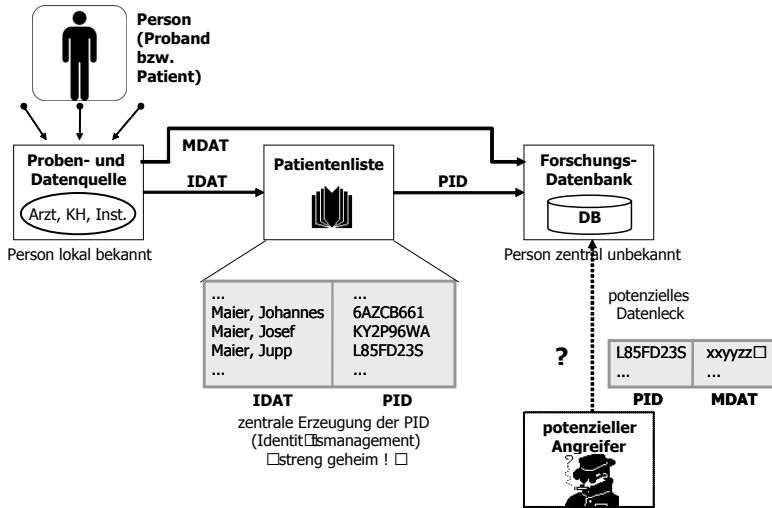 Person
(Proband
bzw.
Patient)
MDAT
Proben- und
Datenquelle
Arzt, KH, Inst.
Person lokal bekannt
IDAT
Patientenliste
PID
Forschungs-
Datenbank
DB
Person zentral unbekannt
...
Maier, Johannes
Maier, Josef
Maier, Jupp
...
...
6AZCB661
KY2P96WA
L85FD23S
...
IDAT
PID
zentrale Erzeugung der PID
(Identit□tsmanagement)
□streng geheim ! □
potenzielles
Datenleck
?
L85FD23S
...
xxyyzz□
...
PID
MDAT
potenzieller
Angreifer